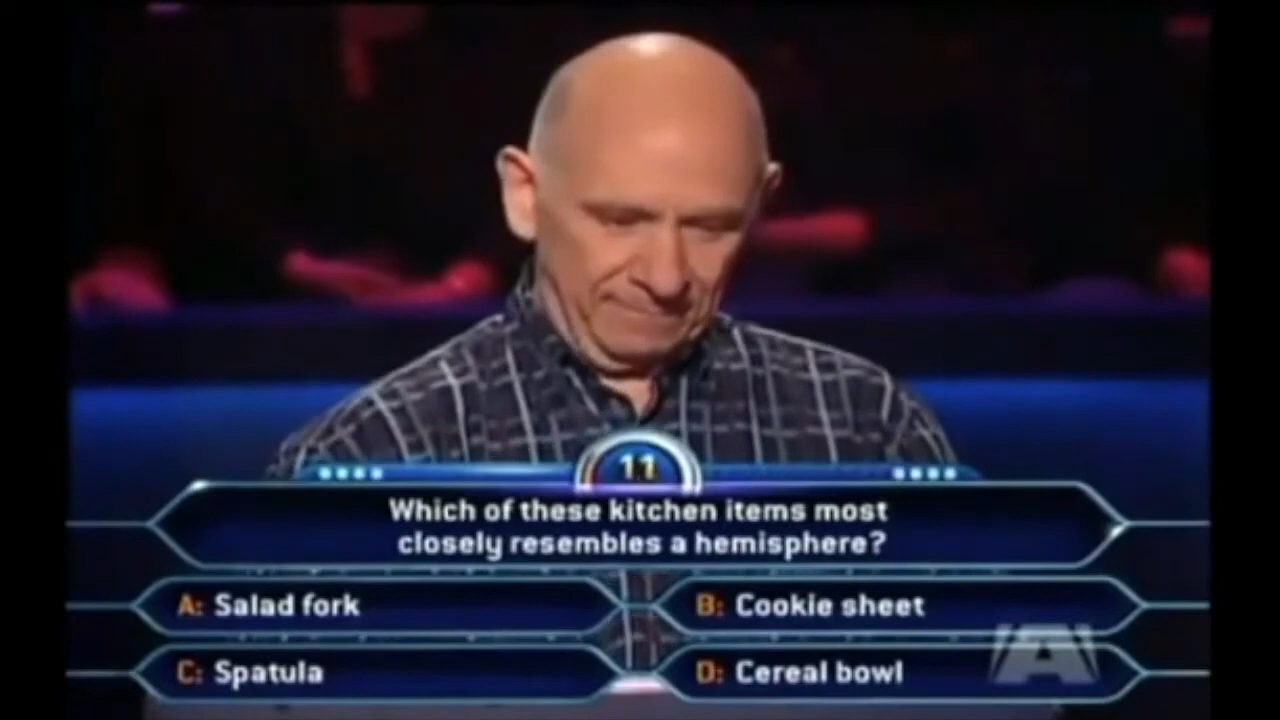 11
Which of these kitchen items most
closely resembles a hemisphere?
A: Salad fork
B: Cookie sheet
C: Spatula
D: Cereal bowl
A